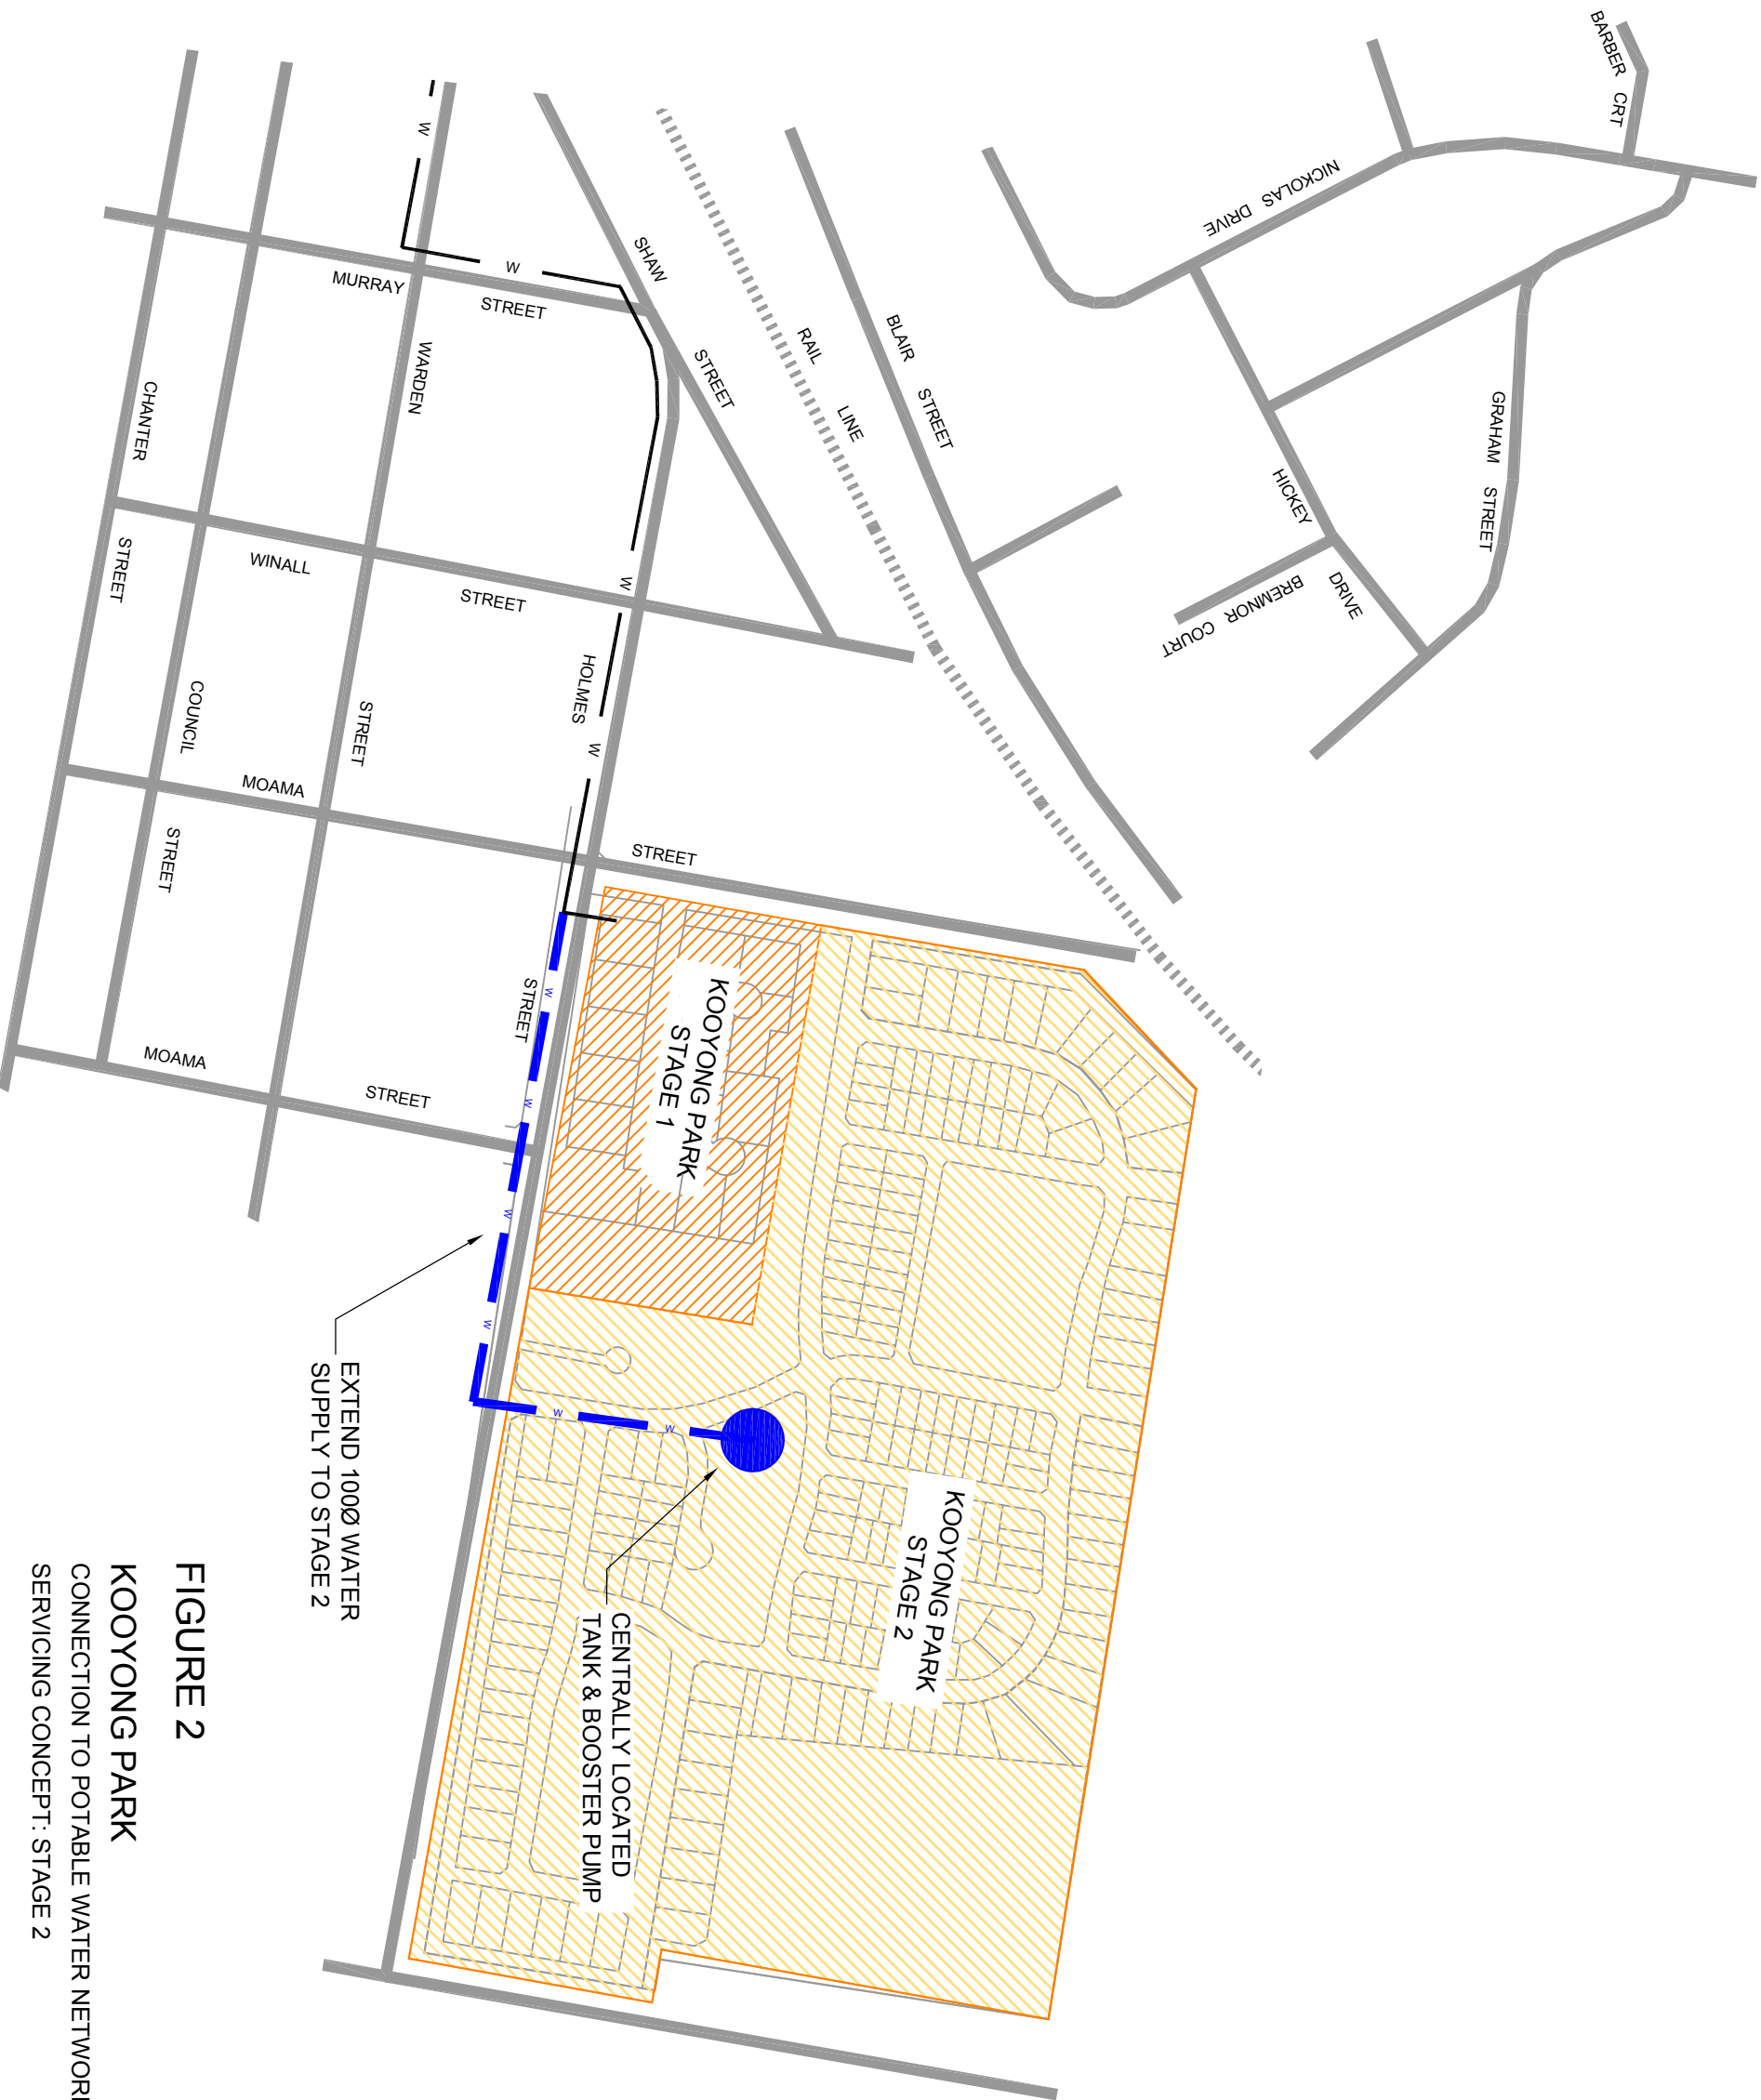 BARBER CRT
NICKOLAS DRIVE
GRAHAM STREET
HICKEY DRIVE
BREMNOR COURT
BLAIR STREET
RAIL LINE
SHAW STREET
MURRAY STREET
WARDEN STREET
CHANTER STREET
WINALL STREET
COUNCIL STREET
HOLMES STREET
MOAMA STREET
MOAMA STREET
W
W
W
W
W
W
W
W
W
W
KOOYONG PARK
STAGE 1
KOOYONG PARK
STAGE 2
EXTEND 100Ø WATER
SUPPLY TO STAGE 2
CENTRALLY LOCATED
TANK & BOOSTER PUMP
FIGURE 2
KOOYONG PARK
CONNECTION TO POTABLE WATER NETWORK
SERVICING CONCEPT: STAGE 2